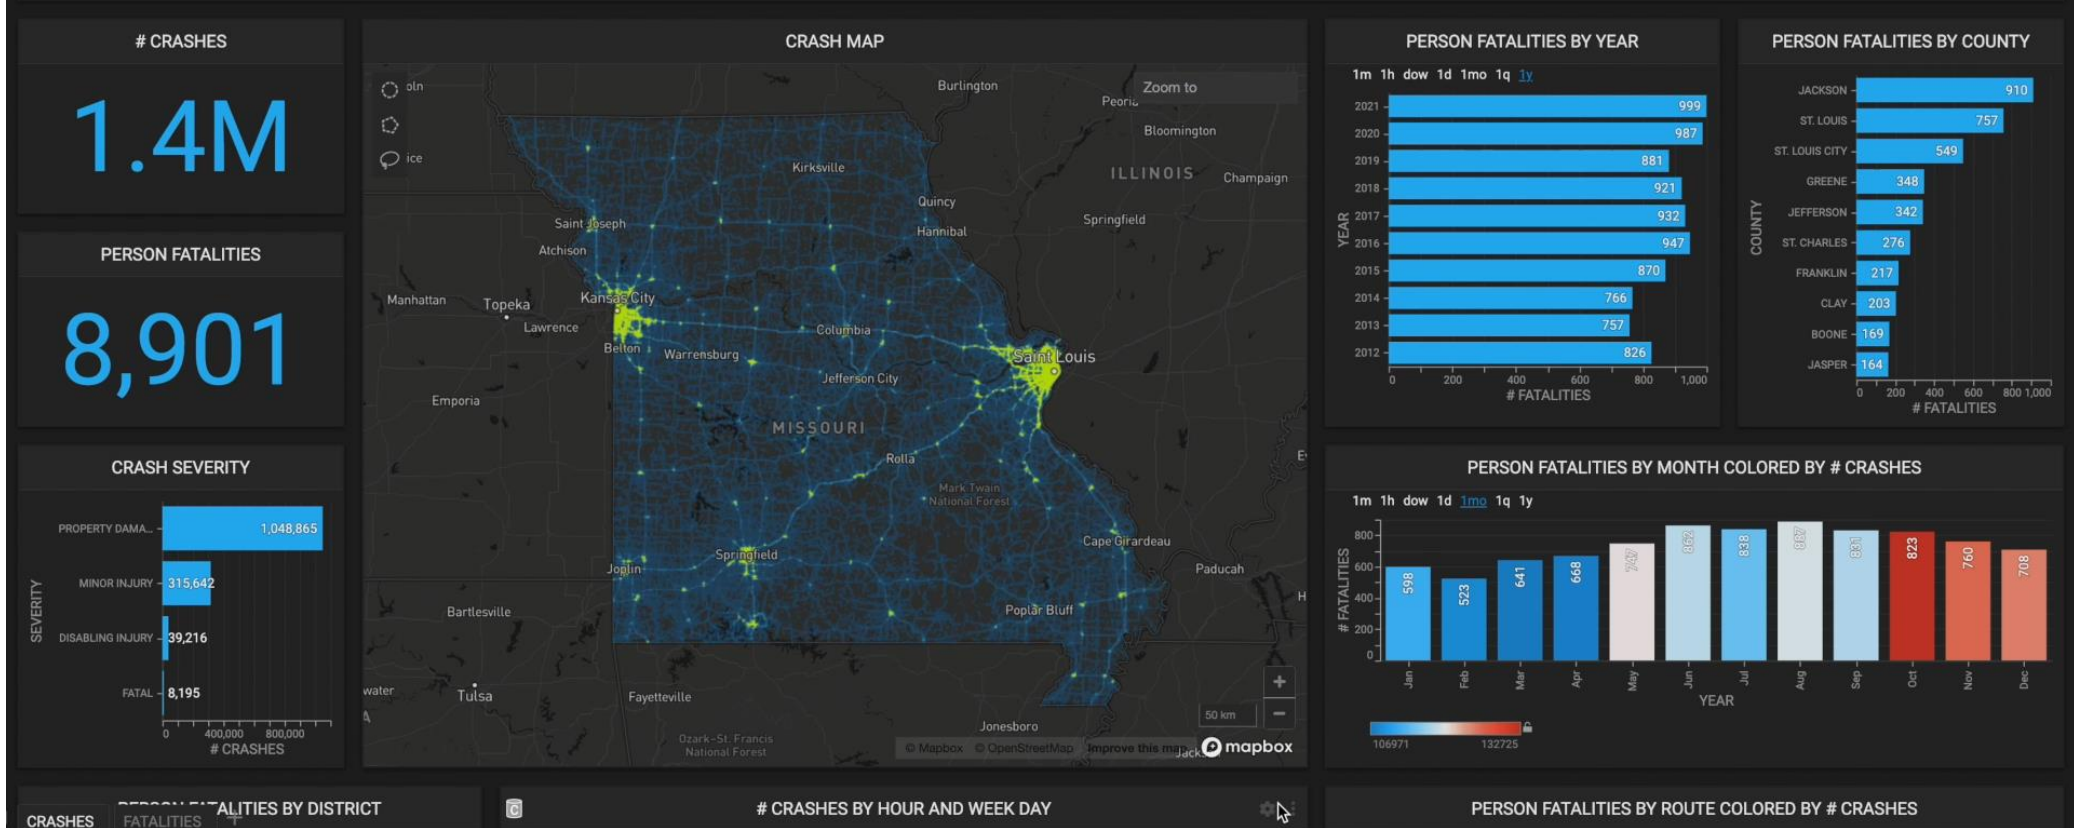 # CRASHES
1.4M
PERSON FATALITIES
8,901
CRASH SEVERITY
SEVERITY
PROPERTY DAMA...
1,048,865
MINOR INJURY
315,642
DISABLING INJURY
39,216
FATAL
8,195
0 400,000 800,000
# CRASHES
CRASH MAP
Zoom to
oln
ice
Burlington
Peoria
Bloomington
Kirksville
ILLINOIS
Champaign
Quincy
Springfield
Saint Joseph
Hannibal
Atchison
Manhattan
Topeka
Kansas City
Lawrence
Columbia
Belton
Warrensburg
Saint Louis
Jefferson City
Emporia
MISSOURI
Rolla
Mark Twain
National Forest
Springfield
Cape Girardeau
Joplin
Paducah
Bartlesville
Poplar Bluff
water
Tulsa
Fayetteville
Jonesboro
50 km
+
−
Ozark-St. Francis
National Forest
© Mapbox © OpenStreetMap Improve this map
mapbox
PERSON FATALITIES BY YEAR
1m 1h dow 1d 1mo 1q 1y
YEAR
2021 999
2020 987
2019 881
2018 921
2017 932
2016 947
2015 870
2014 766
2013 757
2012 826
0 200 400 600 800 1,000
# FATALITIES
PERSON FATALITIES BY COUNTY
COUNTY
JACKSON 910
ST. LOUIS 757
ST. LOUIS CITY 549
GREENE 348
JEFFERSON 342
ST. CHARLES 276
FRANKLIN 217
CLAY 203
BOONE 169
JASPER 164
0 200 400 600 800 1,000
# FATALITIES
PERSON FATALITIES BY MONTH COLORED BY # CRASHES
1m 1h dow 1d 1mo 1q 1y
# FATALITIES
800
600
400
200
0
598 523 641 668 747 862 838 887 831 823 760 708
Jan Feb Mar Apr May Jun Jul Aug Sep Oct Nov Dec
YEAR
106971 132725
PERSON FATALITIES BY DISTRICT
CRASHES FATALITIES +
C
# CRASHES BY HOUR AND WEEK DAY
PERSON FATALITIES BY ROUTE COLORED BY # CRASHES